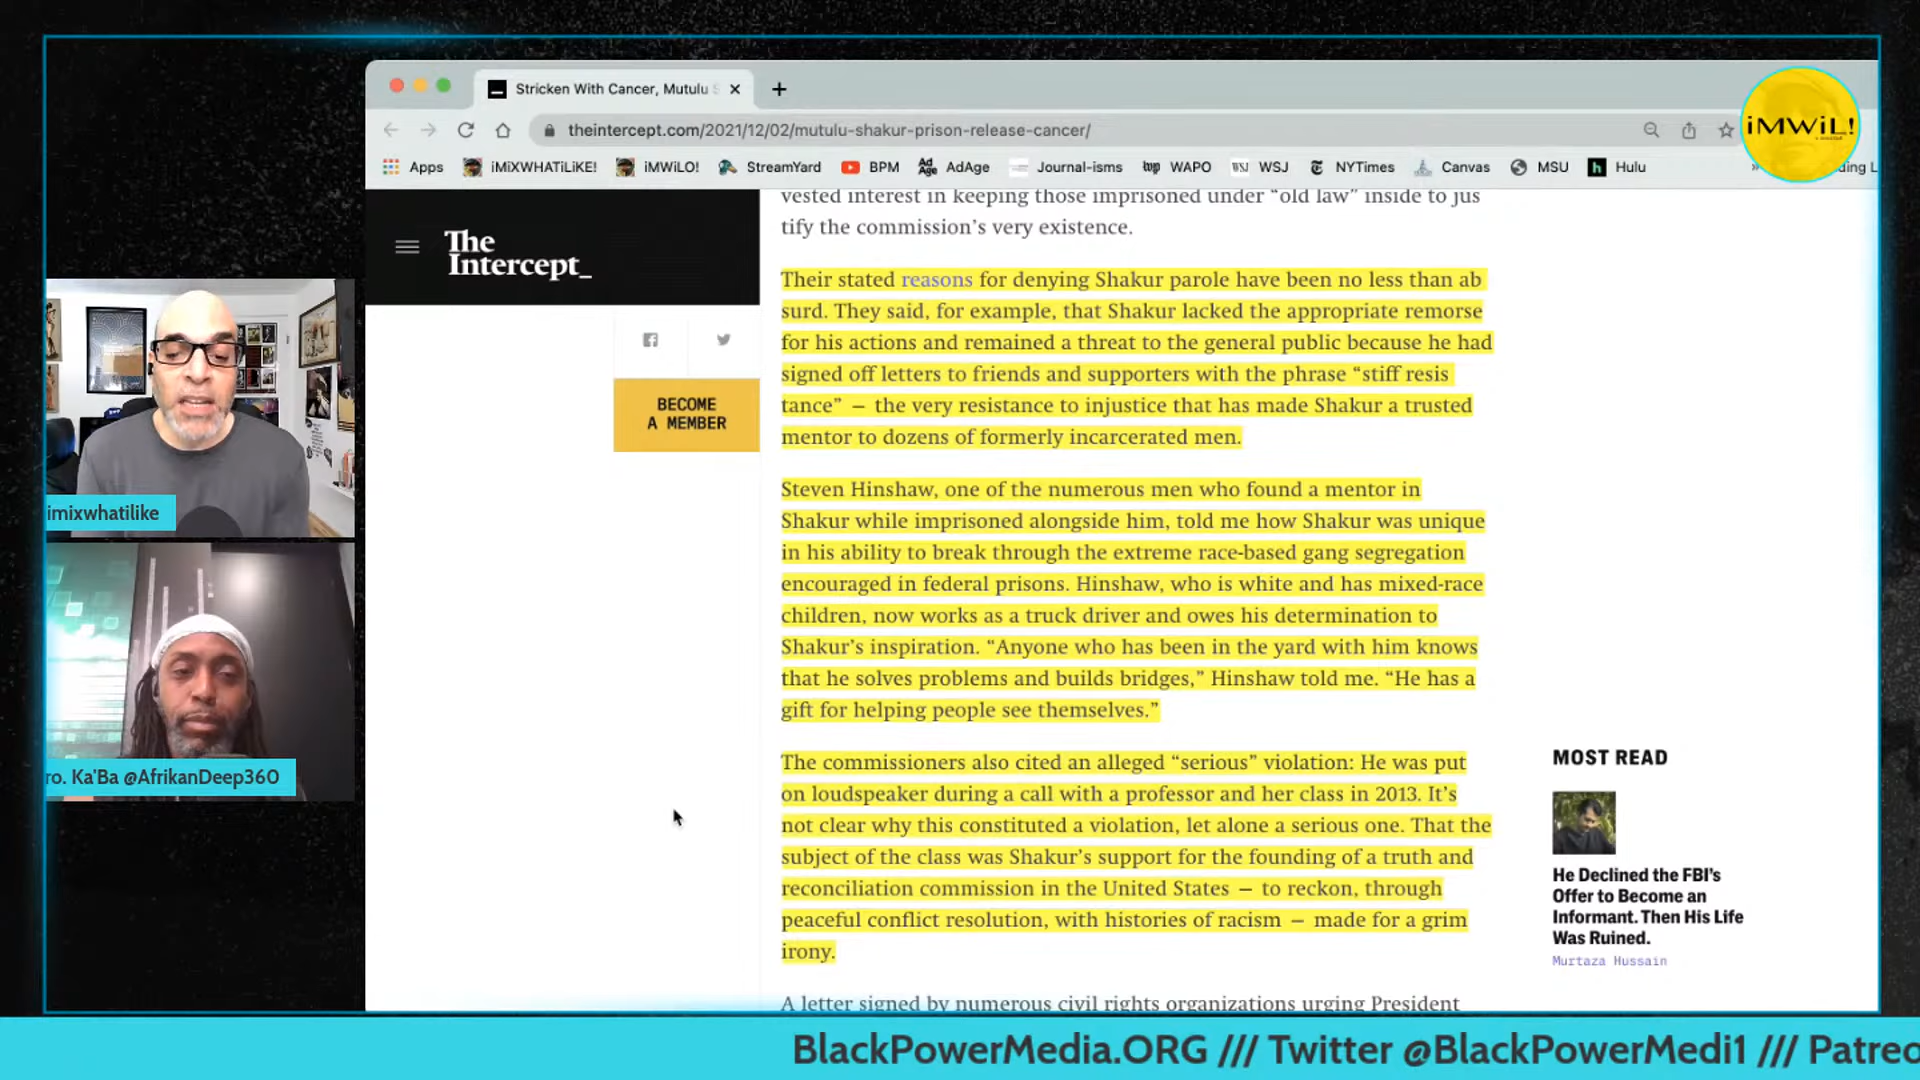 Stricken With Cancer, Mutulu S
theintercept.com/2021/12/02/mutulu-shakur-prison-release-cancer/
iMWiL!
Apps
iMiXWHATiLiKE!
iMWiLO!
StreamYard
BPM
Ad Age
AdAge
Journal-isms
wp
WAPO
WSJ
WSJ
NYTimes
Canvas
MSU
h
Hulu
»
ding L
The
Intercept_
BECOME
A MEMBER
vested interest in keeping those imprisoned under “old law” inside to jus
tify the commission’s very existence.
Their stated reasons for denying Shakur parole have been no less than ab
surd. They said, for example, that Shakur lacked the appropriate remorse
for his actions and remained a threat to the general public because he had
signed off letters to friends and supporters with the phrase “stiff resis
tance” — the very resistance to injustice that has made Shakur a trusted
mentor to dozens of formerly incarcerated men.
Steven Hinshaw, one of the numerous men who found a mentor in
Shakur while imprisoned alongside him, told me how Shakur was unique
in his ability to break through the extreme race-based gang segregation
encouraged in federal prisons. Hinshaw, who is white and has mixed-race
children, now works as a truck driver and owes his determination to
Shakur’s inspiration. “Anyone who has been in the yard with him knows
that he solves problems and builds bridges,” Hinshaw told me. “He has a
gift for helping people see themselves.”
The commissioners also cited an alleged “serious” violation: He was put
on loudspeaker during a call with a professor and her class in 2013. It’s
not clear why this constituted a violation, let alone a serious one. That the
subject of the class was Shakur’s support for the founding of a truth and
reconciliation commission in the United States — to reckon, through
peaceful conflict resolution, with histories of racism — made for a grim
irony.
A letter signed by numerous civil rights organizations urging President
MOST READ
He Declined the FBI’s
Offer to Become an
Informant. Then His Life
Was Ruined.
Murtaza Hussain
imixwhatilike
ro. Ka'Ba @AfrikanDeep360
BlackPowerMedia.ORG /// Twitter @BlackPowerMedi1 /// Patreo